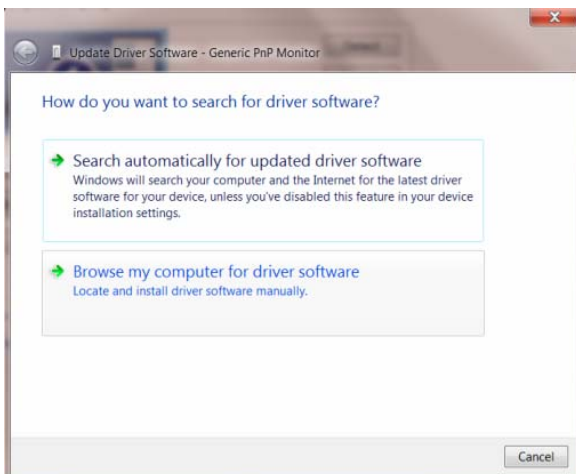 Update Driver Software - Generic PnP Monitor
How do you want to search for driver software?
Search automatically for updated driver software
Windows will search your computer and the Internet for the latest driver
software for your device, unless you've disabled this feature in your device
installation settings.
Browse my computer for driver software
Locate and install driver software manually.
Cancel